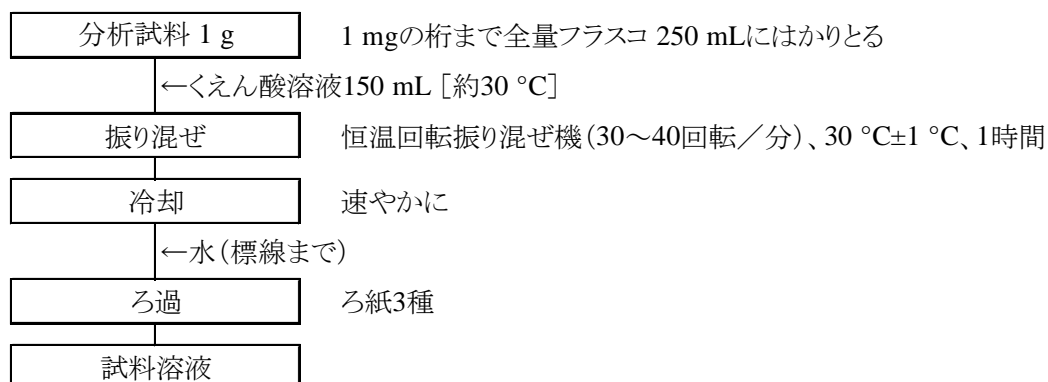 分析試料 1 g　1 mgの桁まで全量フラスコ 250 mLにはかりとる
←くえん酸溶液150 mL [約30 °C]
振り混ぜ　恒温回転振り混ぜ機(30～40回転／分)、30 °C±1 °C、1時間
冷却　速やかに
←水(標線まで)
ろ過　ろ紙3種
試料溶液